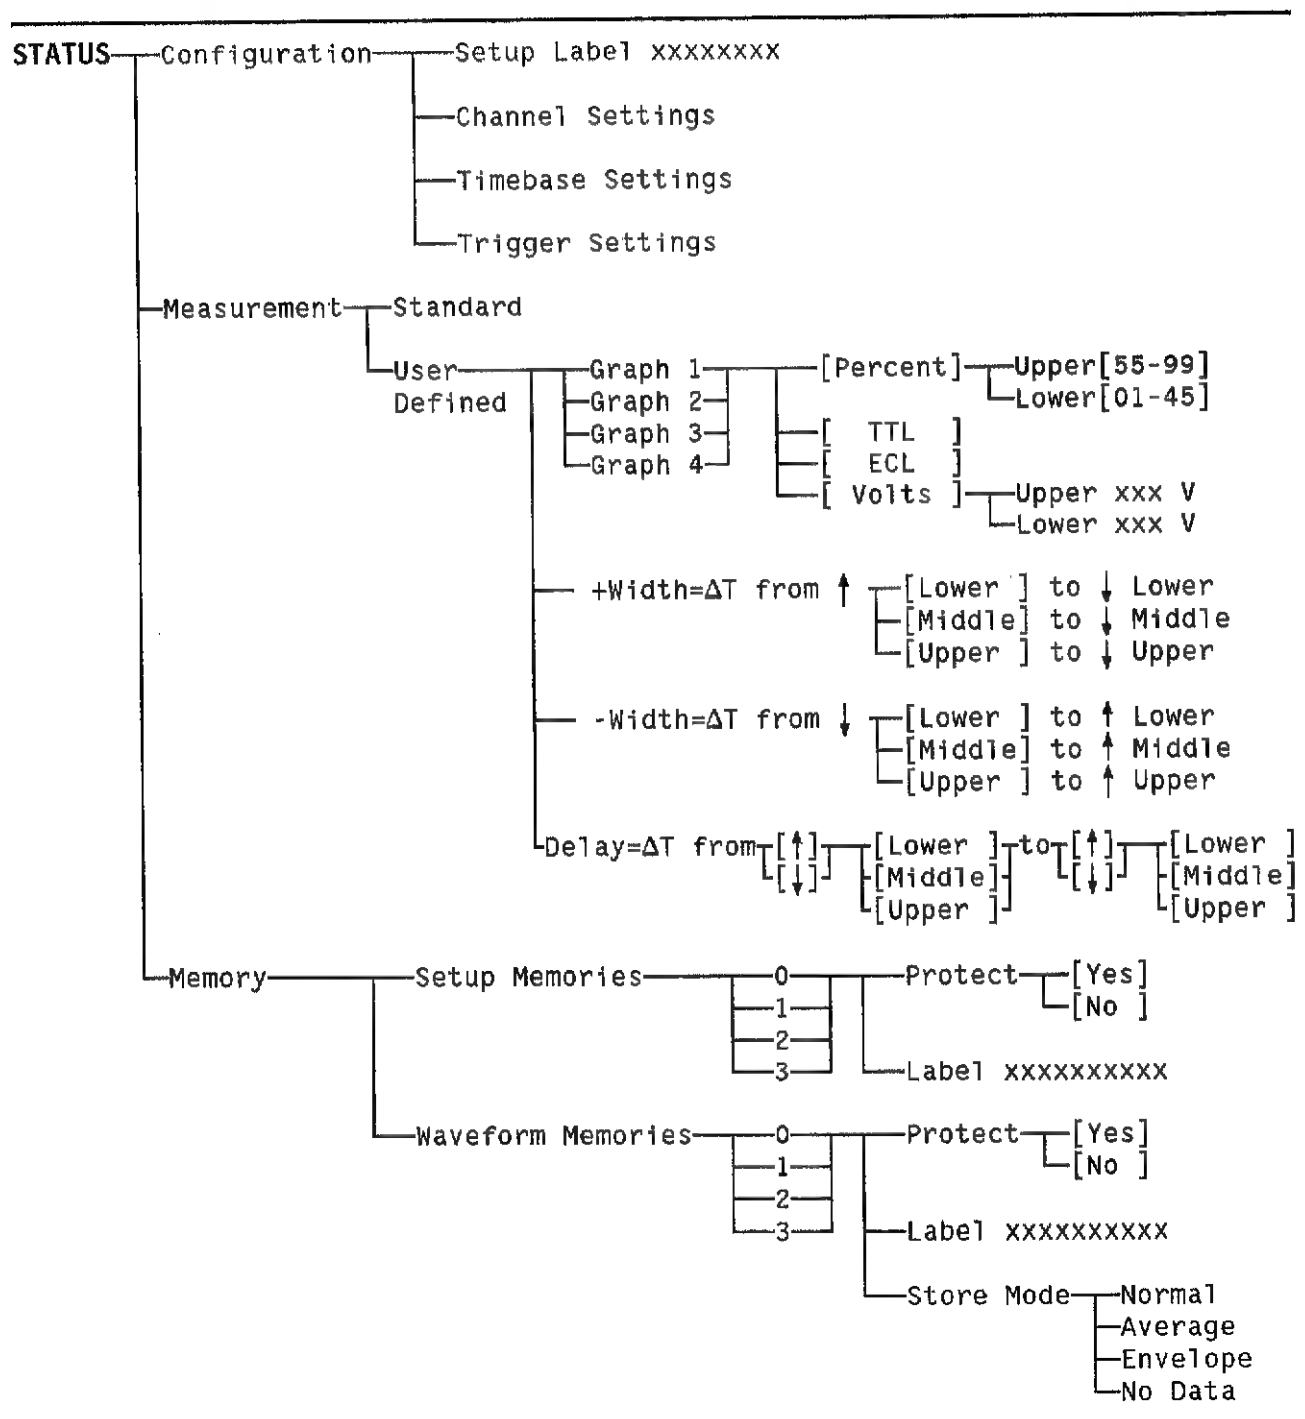 STATUS Configuration Setup Label xxxxxxxx
Channel Settings
Timebase Settings
Trigger Settings
Measurement Standard
User Graph 1 [Percent] Upper[55-99]
Defined Graph 2 Lower[01-45]
Graph 3 [ TTL ]
Graph 4 [ ECL ]
[ Volts ] Upper xxx V
Lower xxx V
+Width=ΔT from ↑ [Lower ] to ↓ Lower
[Middle] to ↓ Middle
[Upper ] to ↓ Upper
-Width=ΔT from ↓ [Lower ] to ↑ Lower
[Middle] to ↑ Middle
[Upper ] to ↑ Upper
Delay=ΔT from [↑] [Lower ] to [↑] [Lower ]
[↓] [Middle] [↓] [Middle]
[Upper ] [Upper ]
Memory Setup Memories 0 Protect [Yes]
1 [No ]
2
3 Label xxxxxxxxxx
Waveform Memories 0 Protect [Yes]
1 [No ]
2
3 Label xxxxxxxxxx
Store Mode Normal
Average
Envelope
No Data